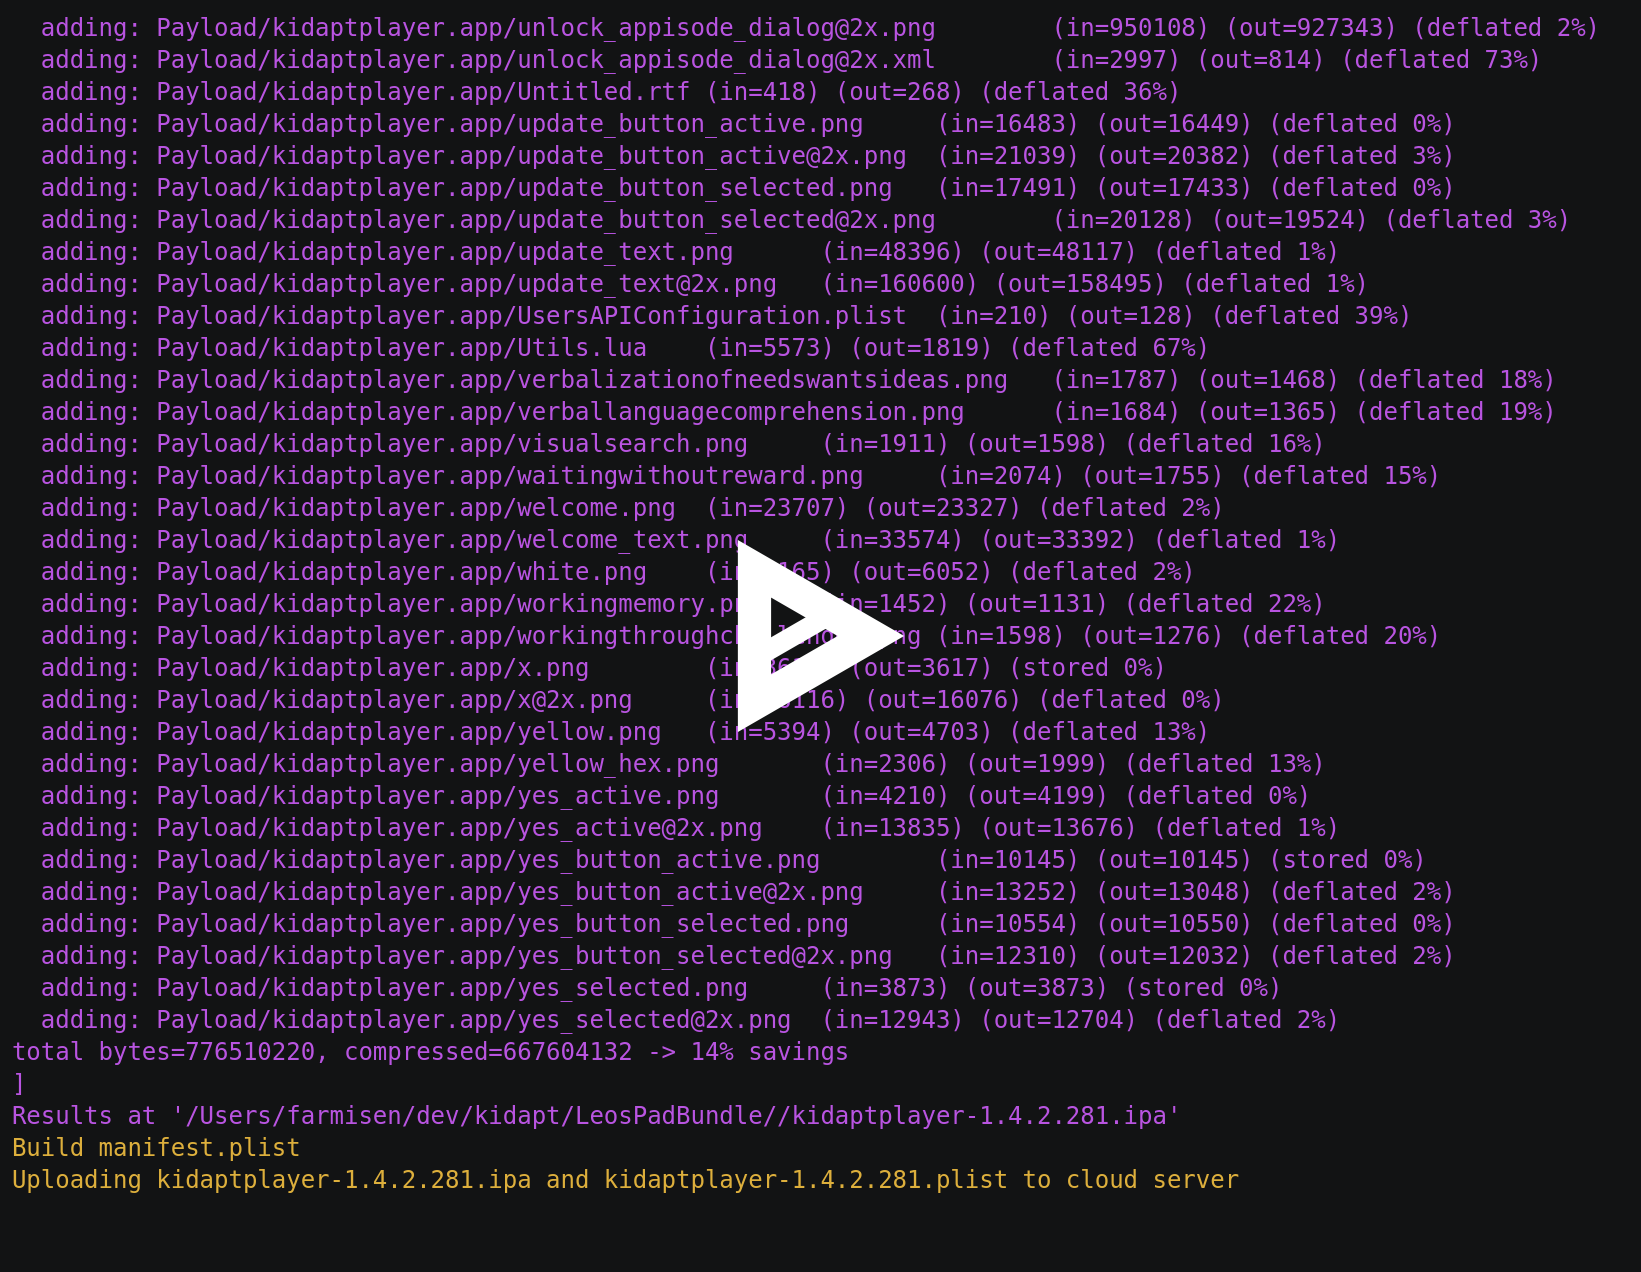 adding: Payload/kidaptplayer.app/unlock_appisode_dialog@2x.png (in=950108) (out=927343) (deflated 2%)
adding: Payload/kidaptplayer.app/unlock_appisode_dialog@2x.xml (in=2997) (out=814) (deflated 73%)
adding: Payload/kidaptplayer.app/Untitled.rtf (in=418) (out=268) (deflated 36%)
adding: Payload/kidaptplayer.app/update_button_active.png (in=16483) (out=16449) (deflated 0%)
adding: Payload/kidaptplayer.app/update_button_active@2x.png (in=21039) (out=20382) (deflated 3%)
adding: Payload/kidaptplayer.app/update_button_selected.png (in=17491) (out=17433) (deflated 0%)
adding: Payload/kidaptplayer.app/update_button_selected@2x.png (in=20128) (out=19524) (deflated 3%)
adding: Payload/kidaptplayer.app/update_text.png (in=48396) (out=48117) (deflated 1%)
adding: Payload/kidaptplayer.app/update_text@2x.png (in=160600) (out=158495) (deflated 1%)
adding: Payload/kidaptplayer.app/UsersAPIConfiguration.plist (in=210) (out=128) (deflated 39%)
adding: Payload/kidaptplayer.app/Utils.lua (in=5573) (out=1819) (deflated 67%)
adding: Payload/kidaptplayer.app/verbalizationofneedswantsideas.png (in=1787) (out=1468) (deflated 18%)
adding: Payload/kidaptplayer.app/verballanguagecomprehension.png (in=1684) (out=1365) (deflated 19%)
adding: Payload/kidaptplayer.app/visualsearch.png (in=1911) (out=1598) (deflated 16%)
adding: Payload/kidaptplayer.app/waitingwithoutreward.png (in=2074) (out=1755) (deflated 15%)
adding: Payload/kidaptplayer.app/welcome.png (in=23707) (out=23327) (deflated 2%)
adding: Payload/kidaptplayer.app/welcome_text.png (in=33574) (out=33392) (deflated 1%)
adding: Payload/kidaptplayer.app/white.png (out=6052) (deflated 2%)
adding: Payload/kidaptplayer.app/workingmemory.png (in=1452) (out=1131) (deflated 22%)
adding: (in=1598) (out=1276) (deflated 20%)
adding: Payload/kidaptplayer.app/x.png (out=3617) (stored 0%)
adding: Payload/kidaptplayer.app/x@2x.png (out=16076) (deflated 0%)
adding: Payload/kidaptplayer.app/yellow.png (in=5394) (out=4703) (deflated 13%)
adding: Payload/kidaptplayer.app/yellow_hex.png (in=2306) (out=1999) (deflated 13%)
adding: Payload/kidaptplayer.app/yes_active.png (in=4210) (out=4199) (deflated 0%)
adding: Payload/kidaptplayer.app/yes_active@2x.png (in=13835) (out=13676) (deflated 1%)
adding: Payload/kidaptplayer.app/yes_button_active.png (in=10145) (out=10145) (stored 0%)
adding: Payload/kidaptplayer.app/yes_button_active@2x.png (in=13252) (out=13048) (deflated 2%)
adding: Payload/kidaptplayer.app/yes_button_selected.png (in=10554) (out=10550) (deflated 0%)
adding: Payload/kidaptplayer.app/yes_button_selected@2x.png (in=12310) (out=12032) (deflated 2%)
adding: Payload/kidaptplayer.app/yes_selected.png (in=3873) (out=3873) (stored 0%)
adding: Payload/kidaptplayer.app/yes_selected@2x.png (in=12943) (out=12704) (deflated 2%)
total bytes=776510220, compressed=667604132 -> 14% savings
]
Results at '/Users/farmisen/dev/kidapt/LeosPadBundle//kidaptplayer-1.4.2.281.ipa'
Build manifest.plist
Uploading kidaptplayer-1.4.2.281.ipa and kidaptplayer-1.4.2.281.plist to cloud server